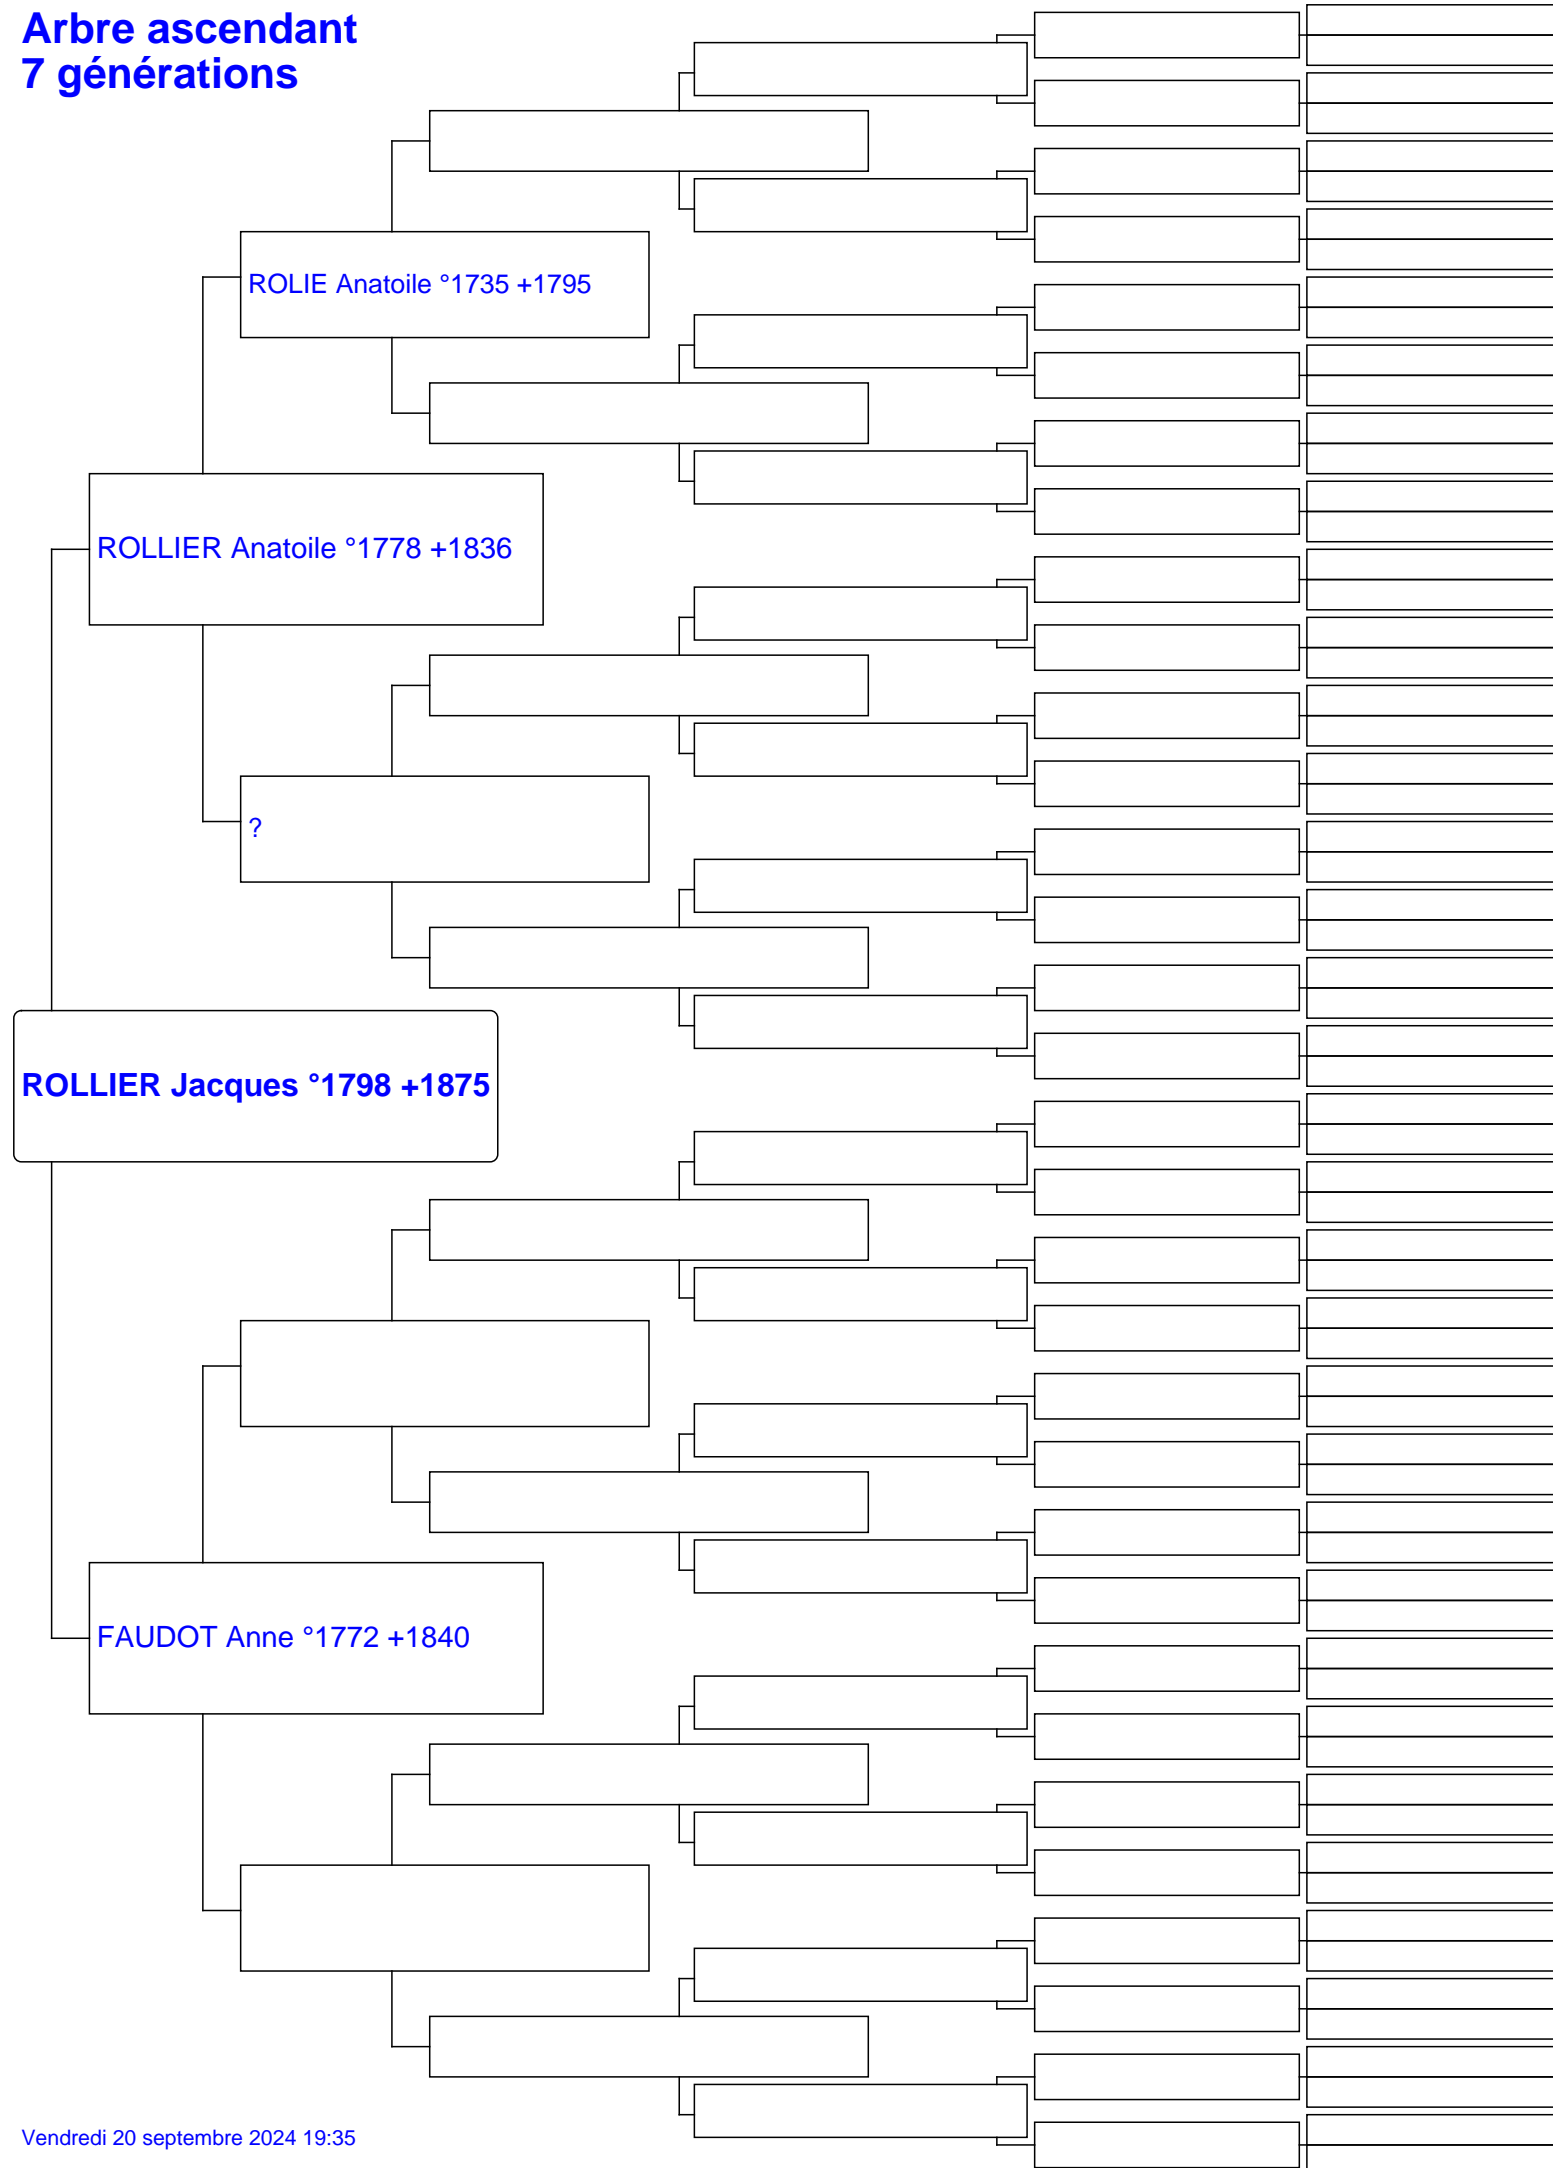 Arbre ascendant
7 générations
ROLIE Anatoile °1735 +1795
ROLLIER Anatoile °1778 +1836
?
ROLLIER Jacques °1798 +1875
FAUDOT Anne °1772 +1840
Vendredi 20 septembre 2024 19:35